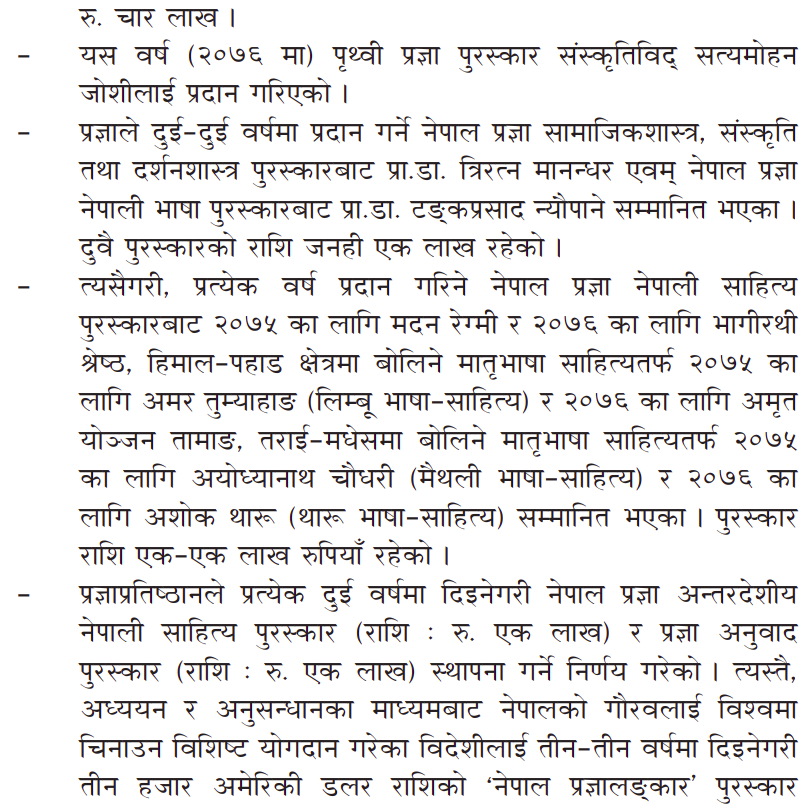 रु. चार लाख ।
– यस वर्ष (२०७६ मा) पृथ्वी प्रज्ञा पुरस्कार संस्कृतिविद् सत्यमोहन
जोशीलाई प्रदान गरिएको ।
– प्रज्ञाले दुई–दुई वर्षमा प्रदान गर्ने नेपाल प्रज्ञा सामाजिकशास्त्र, संस्कृति
तथा दर्शनशास्त्र पुरस्कारबाट प्रा.डा. त्रिरत्न मानन्धर एवम् नेपाल प्रज्ञा
नेपाली भाषा पुरस्कारबाट प्रा.डा. टङ्कप्रसाद न्यौपाने सम्मानित भएका ।
दुवै पुरस्कारको राशि जनही एक लाख रहेको ।
– त्यसैगरी, प्रत्येक वर्ष प्रदान गरिने नेपाल प्रज्ञा नेपाली साहित्य
पुरस्कारबाट २०७५ का लागि मदन रेग्मी र २०७६ का लागि भागीरथी
श्रेष्ठ, हिमाल–पहाड क्षेत्रमा बोलिने मातृभाषा साहित्यतर्फ २०७५ का
लागि अमर तुम्याहाङ (लिम्बू भाषा–साहित्य) र २०७६ का लागि अमृत
योञ्जन तामाङ, तराई–मधेसमा बोलिने मातृभाषा साहित्यतर्फ २०७५
का लागि अयोध्यानाथ चौधरी (मैथली भाषा–साहित्य) र २०७६ का
लागि अशोक थारू (थारू भाषा–साहित्य) सम्मानित भएका । पुरस्कार
राशि एक–एक लाख रुपियाँ रहेको ।
– प्रज्ञाप्रतिष्ठानले प्रत्येक दुई वर्षमा दिइनेगरी नेपाल प्रज्ञा अन्तरदेशीय
नेपाली साहित्य पुरस्कार (राशि : रु. एक लाख) र प्रज्ञा अनुवाद
पुरस्कार (राशि : रु. एक लाख) स्थापना गर्ने निर्णय गरेको । त्यस्तै,
अध्ययन र अनुसन्धानका माध्यमबाट नेपालको गौरवलाई विश्वमा
चिनाउन विशिष्ट योगदान गरेका विदेशीलाई तीन–तीन वर्षमा दिइनेगरी
तीन हजार अमेरिकी डलर राशिको ‘नेपाल प्रज्ञालङ्कार’ पुरस्कार